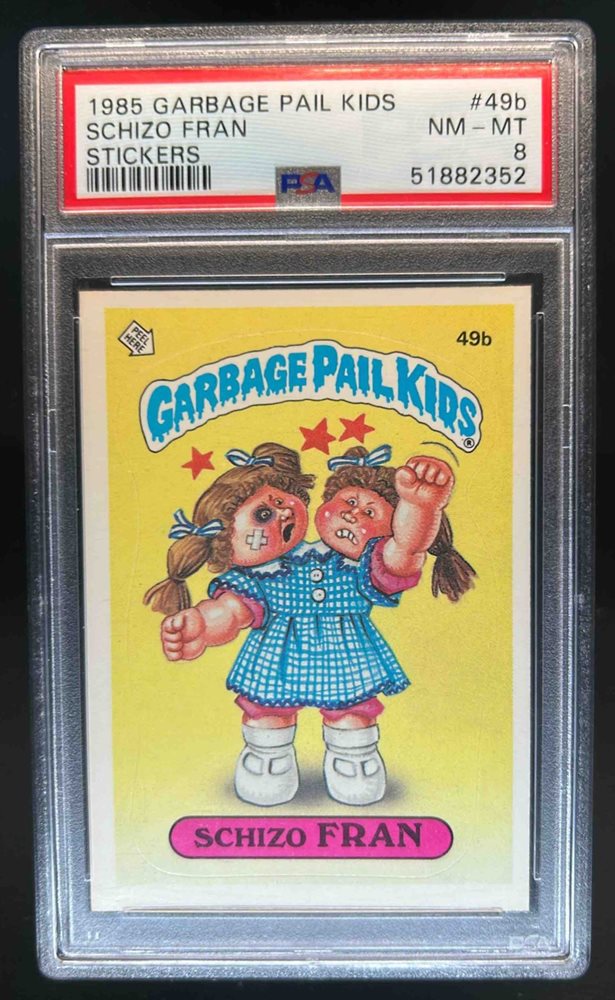 1985 GARBAGE PAIL KIDS #49b
SCHIZO FRAN NM - MT
STICKERS 8
PSA 51882352
PEEL
HERE
49b
GARBAGE PAIL KIDS ®
SCHIZO FRAN
PSA